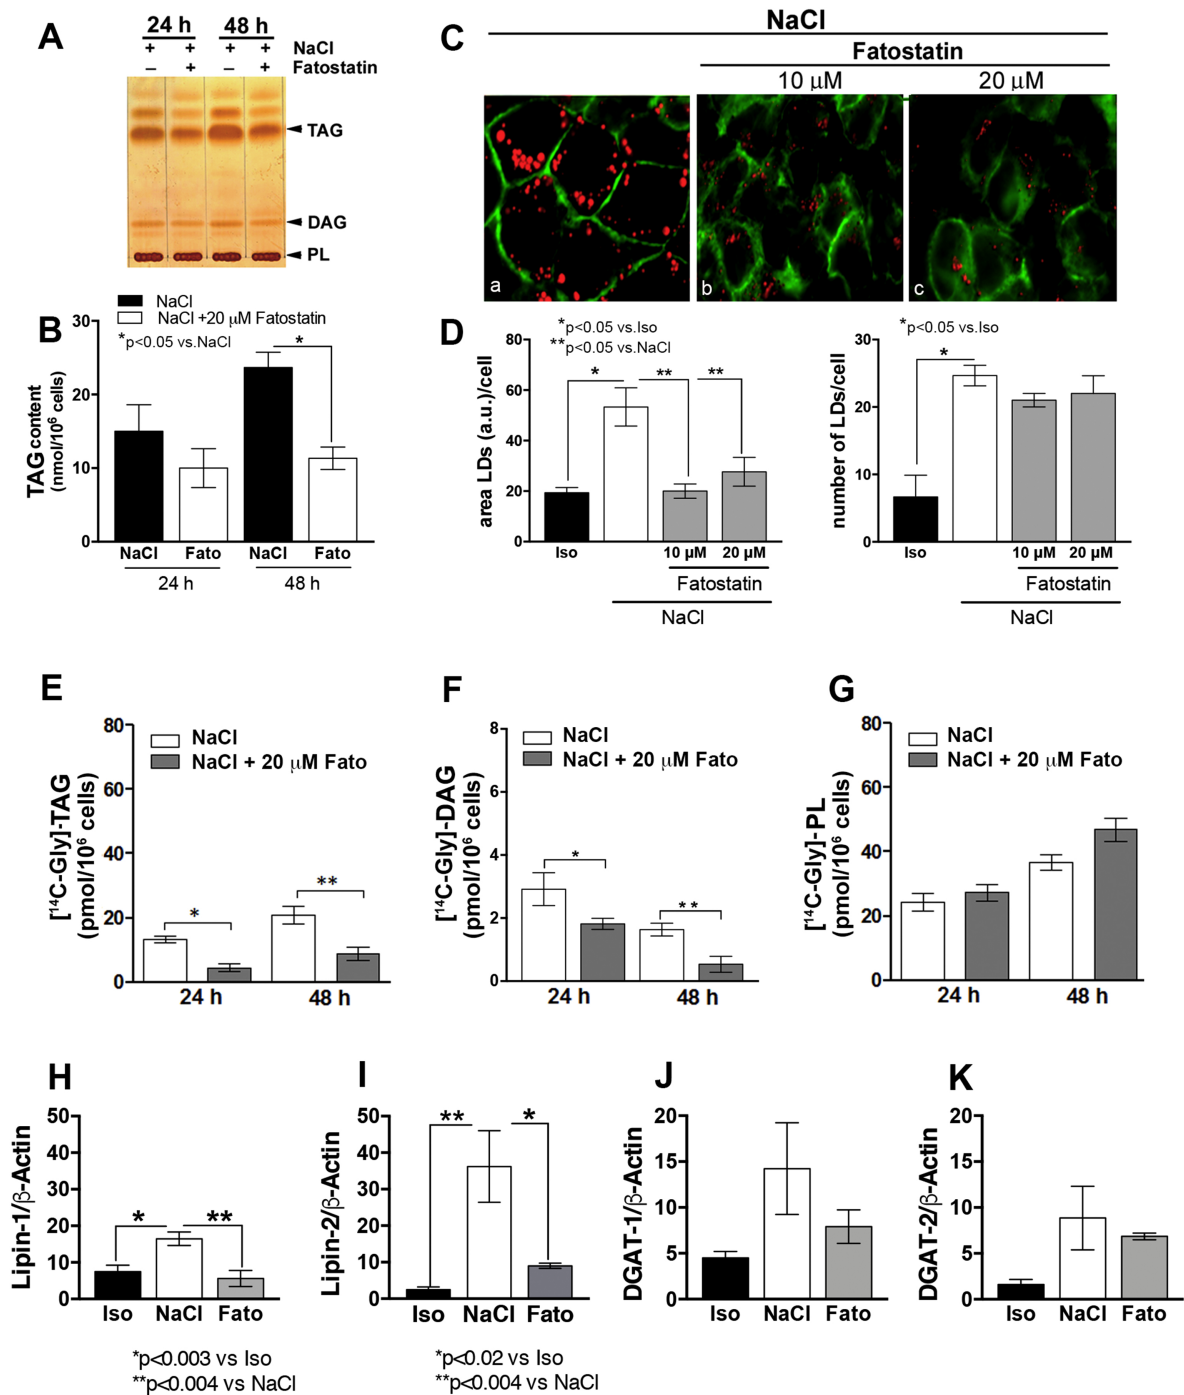 A
24 h 48 h
+ + + + NaCl
– + – + Fatostatin
TAG
DAG
PL
B
NaCl
NaCl +20 μM Fatostatin
*p<0.05 vs.NaCl
TAG content
(nmol/10⁶ cells)
30
20
10
0
*
NaCl Fato NaCl Fato
24 h 48 h
C
NaCl
Fatostatin
10 μM 20 μM
a b c
D
*p<0.05 vs.Iso
**p<0.05 vs.NaCl
area LDs (a.u.)/cell
80
60
40
20
0
* ** **
Iso 10 μM 20 μM
Fatostatin
NaCl
*p<0.05 vs.Iso
number of LDs/cell
30
20
10
0
*
Iso 10 μM 20 μM
Fatostatin
NaCl
E
[¹⁴C-Gly]-TAG
(pmol/10⁶ cells)
80
60
40
20
0
NaCl
NaCl + 20 μM Fato
* **
24 h 48 h
F
[¹⁴C-Gly]-DAG
(pmol/10⁶ cells)
8
6
4
2
0
NaCl
NaCl + 20 μM Fato
* **
24 h 48 h
G
[¹⁴C-Gly]-PL
(pmol/10⁶ cells)
80
60
40
20
0
NaCl
NaCl + 20 μM Fato
24 h 48 h
H
Lipin-1/β-Actin
50
40
30
20
10
0
* **
Iso NaCl Fato
*p<0.003 vs Iso
**p<0.004 vs NaCl
I
Lipin-2/β-Actin
50
40
30
20
10
0
** *
Iso NaCl Fato
*p<0.02 vs Iso
**p<0.004 vs NaCl
J
DGAT-1/β-Actin
20
15
10
5
0
Iso NaCl Fato
K
DGAT-2/β-Actin
20
15
10
5
0
Iso NaCl Fato